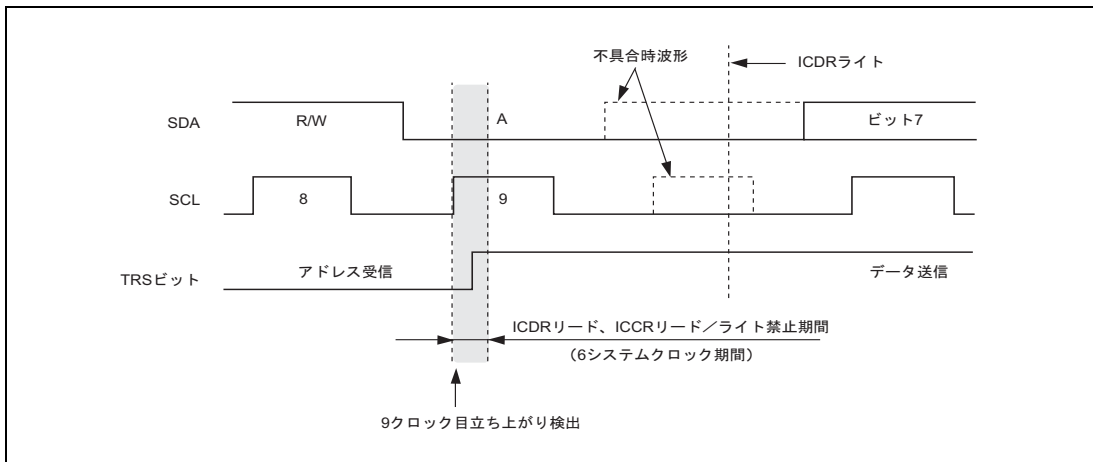 不具合時波形
ICDRライト
SDA
R/W
A
ビット7
SCL
8
9
TRSビット
アドレス受信
データ送信
ICDRリード、ICCRリード／ライト禁止期間
（6システムクロック期間）
9クロック目立ち上がり検出